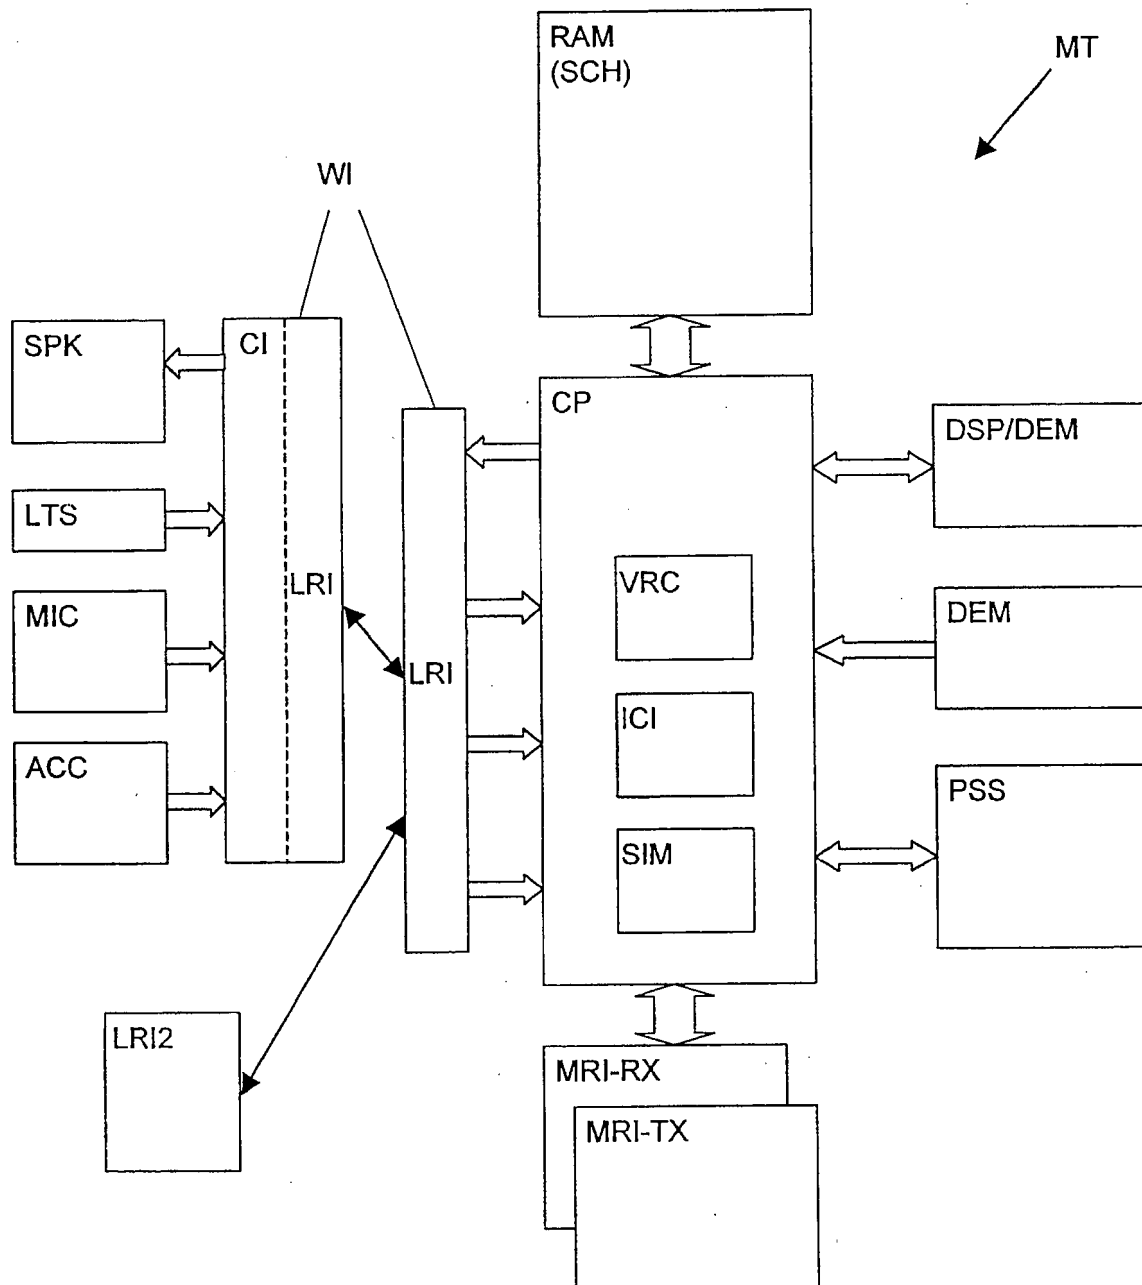 RAM
(SCH)
MT
WI
SPK
CI
CP
DSP/DEM
LTS
LRI
VRC
MIC
DEM
LRI
ICI
ACC
PSS
SIM
LRI2
MRI-RX
MRI-TX